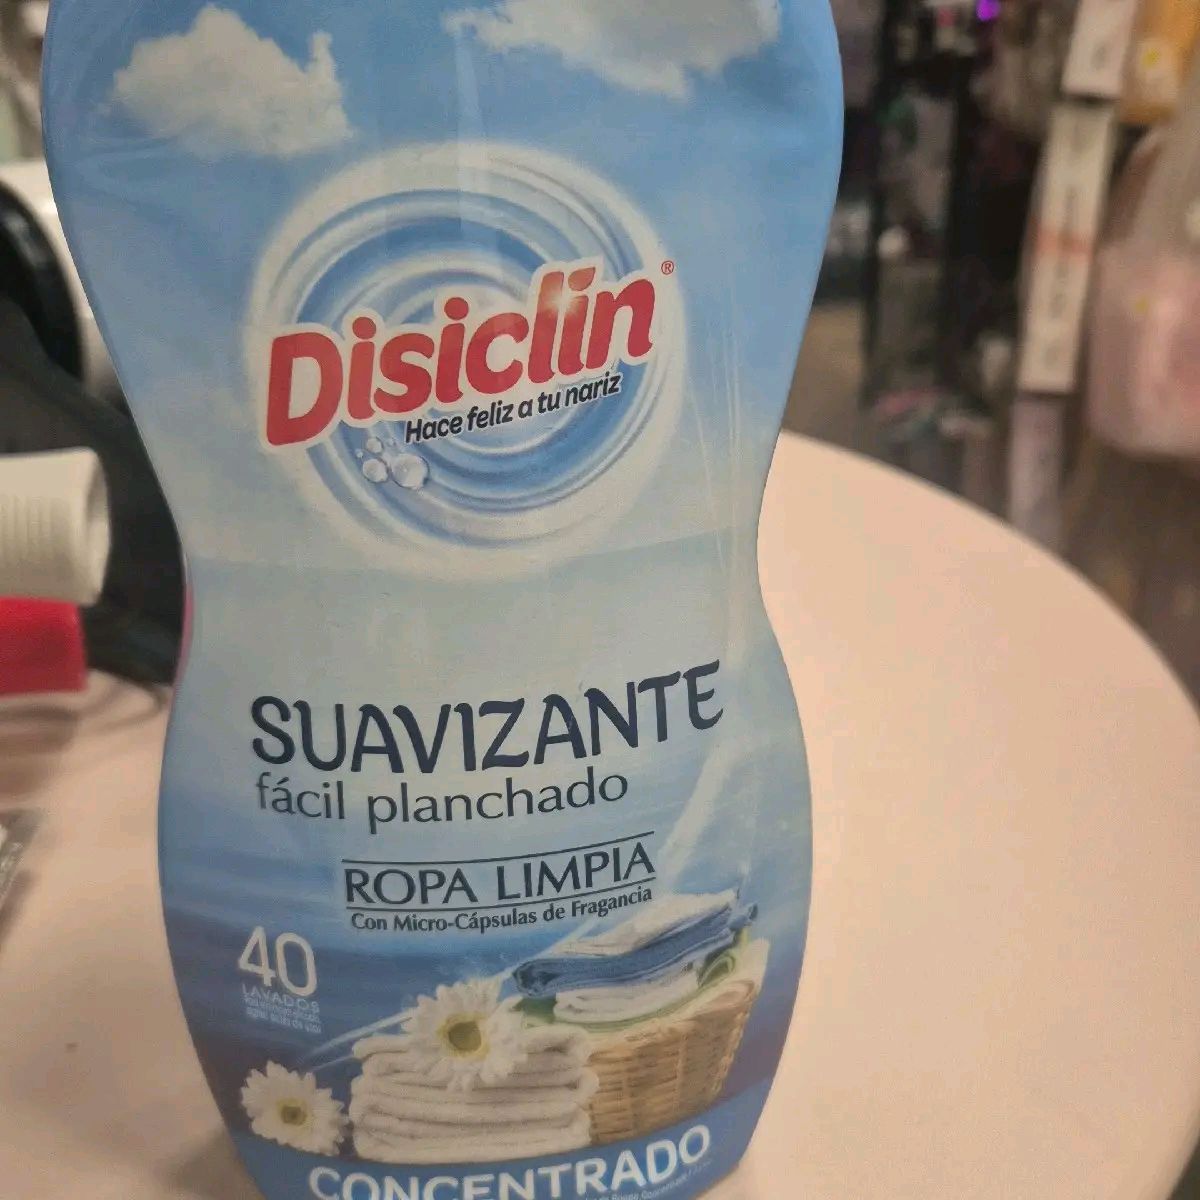 Disiclin®
Hace feliz a tu nariz
SUAVIZANTE
fácil planchado
ROPA LIMPIA
Con Micro-Cápsulas de Fragancia
40
LAVADOS
CONCENTRADO